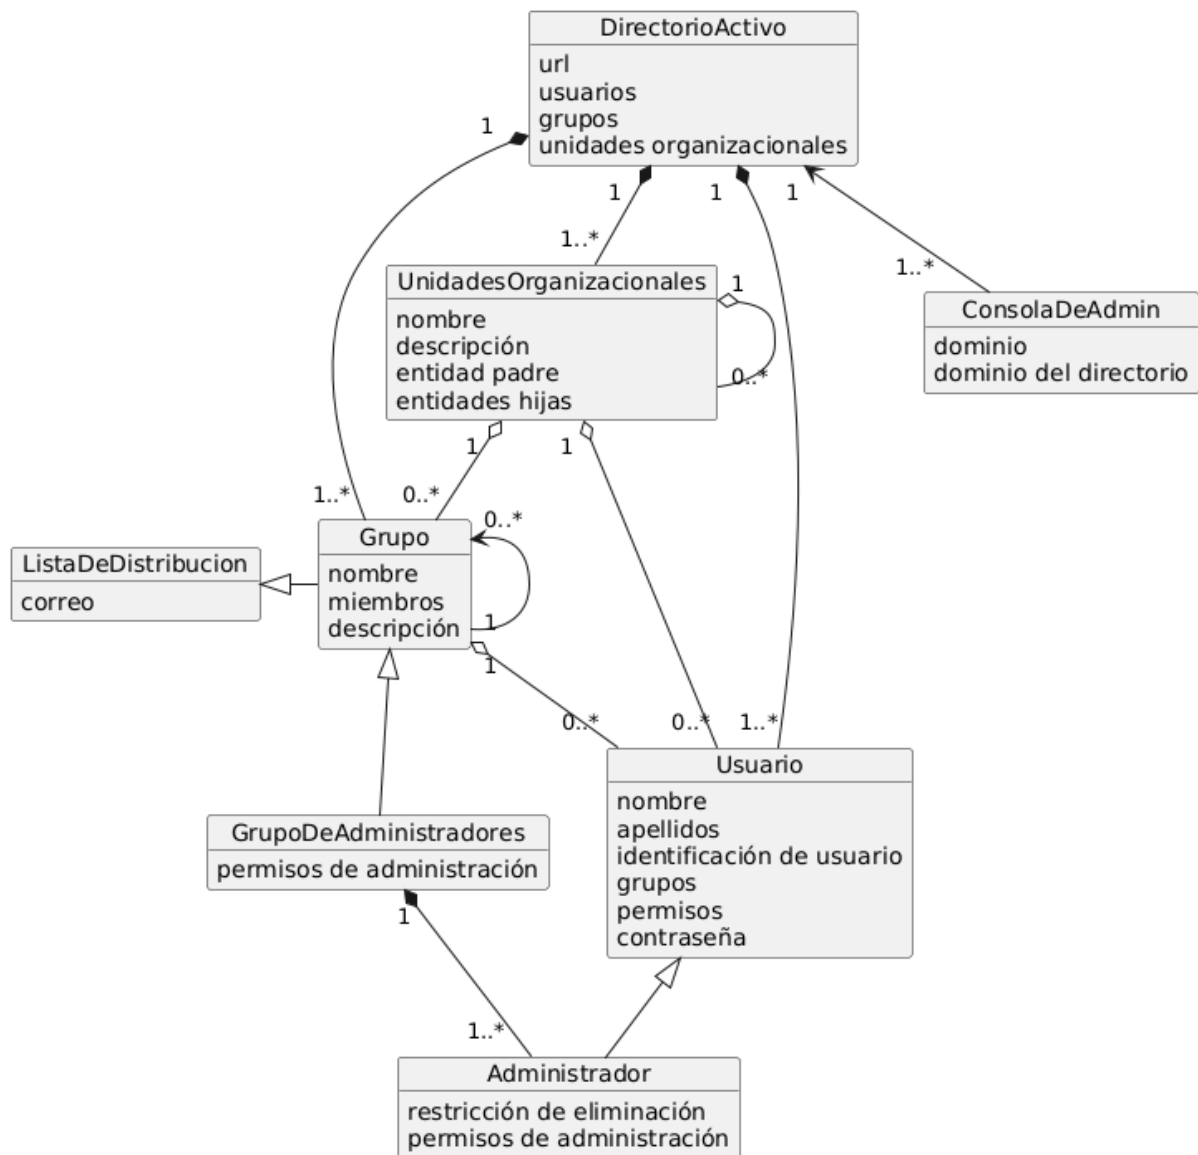 DirectorioActivo
url
usuarios
grupos
unidades organizacionales
1
1
1
1
1..*
1..*
UnidadesOrganizacionales
nombre
descripción
entidad padre
entidades hijas
1
0..*
ConsolaDeAdmin
dominio
dominio del directorio
1
1
1..*
0..*
0..*
ListaDeDistribucion
correo
Grupo
nombre
miembros
descripción
1
1
0..*
0..*
1..*
Usuario
nombre
apellidos
identificación de usuario
grupos
permisos
contraseña
GrupoDeAdministradores
permisos de administración
1
1..*
Administrador
restricción de eliminación
permisos de administración